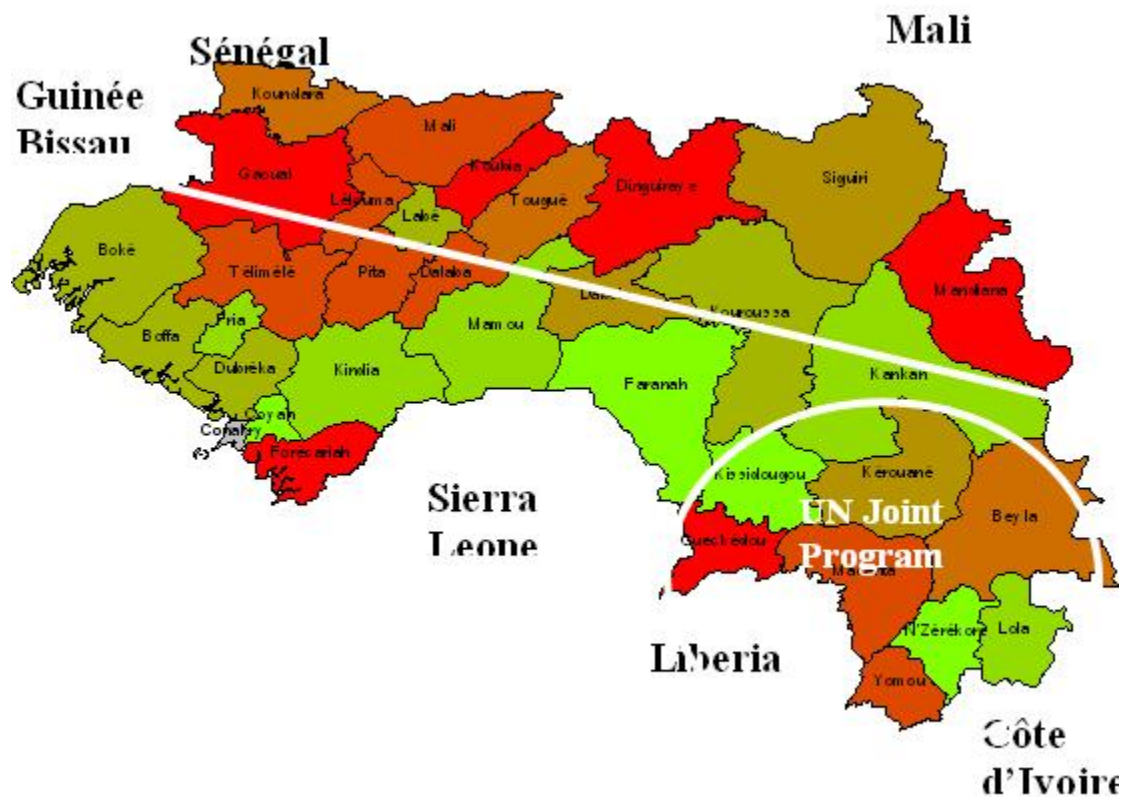 Sénégal
Mali
Guinée
Bissau
Koundara
Mali
Gaoual
Koubia
Lélouma
Labé
Tougué
Dinguiraye
Siguiri
Boké
Télimélé
Pita
Dalaba
Mandiana
Boffa
Fria
Mamou
Kouroussa
Dubréka
Kindia
Faranah
Kankan
Coyah
Conakry
Forécariah
Kissidougou
Kérouané
Sierra
Leone
UN Joint
Program
Beyla
Guéckédou
Macenta
Liberia
N'Zérékoré
Lola
Yomou
Côte
d'Ivoire